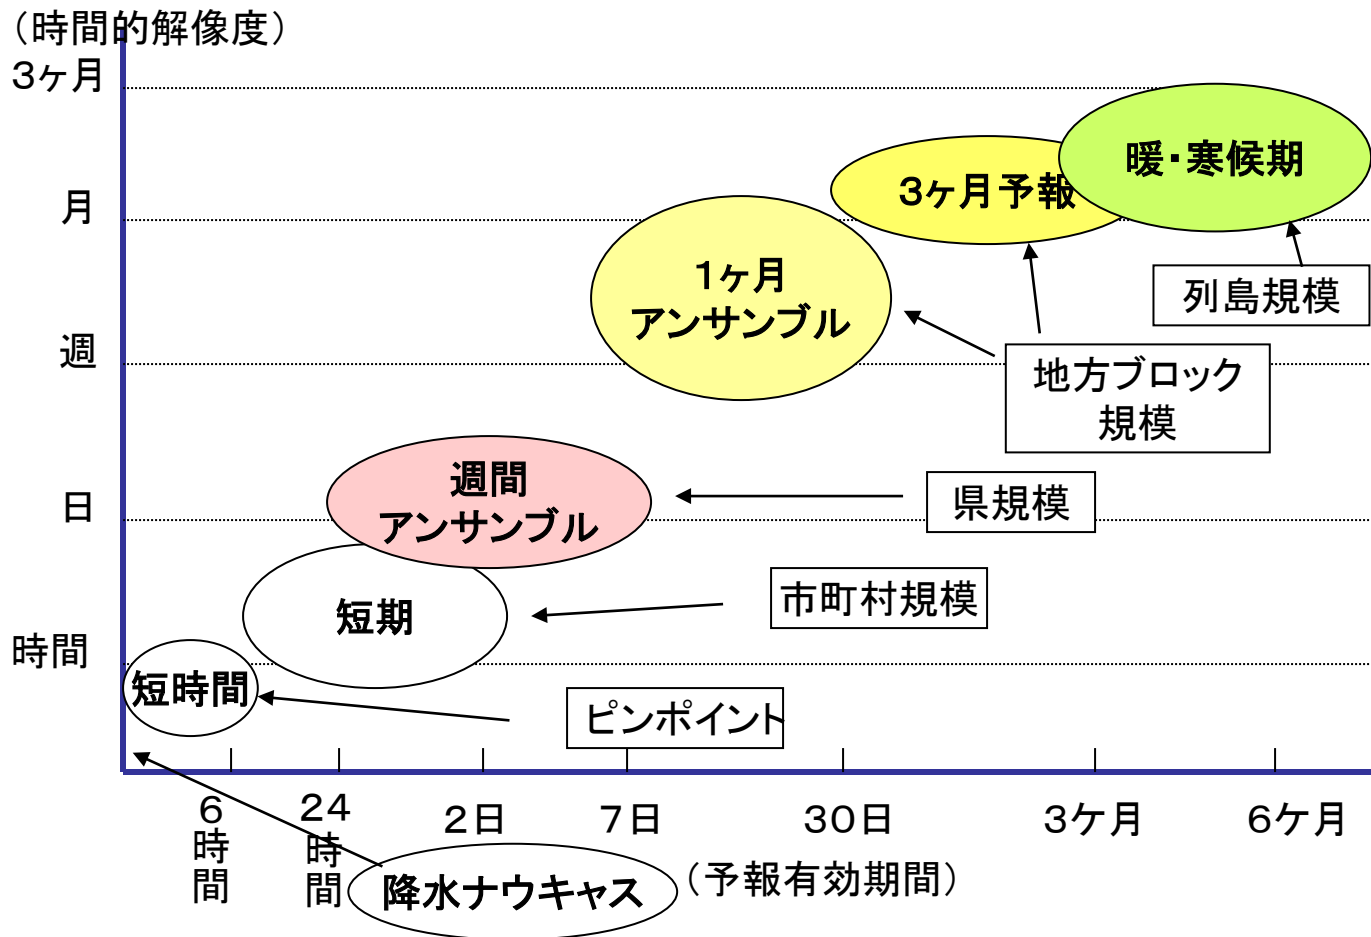 （時間的解像度）
３ヶ月
暖・寒候期
３ヶ月予報
月
１ヶ月
アンサンブル
列島規模
週
地方ブロック
規模
週間
アンサンブル
県規模
日
短期
市町村規模
時間
短時間
ピンポイント
６
時
間
２４
時
間
２日
７日
３０日
３ケ月
６ケ月
降水ナウキャス
（予報有効期間）